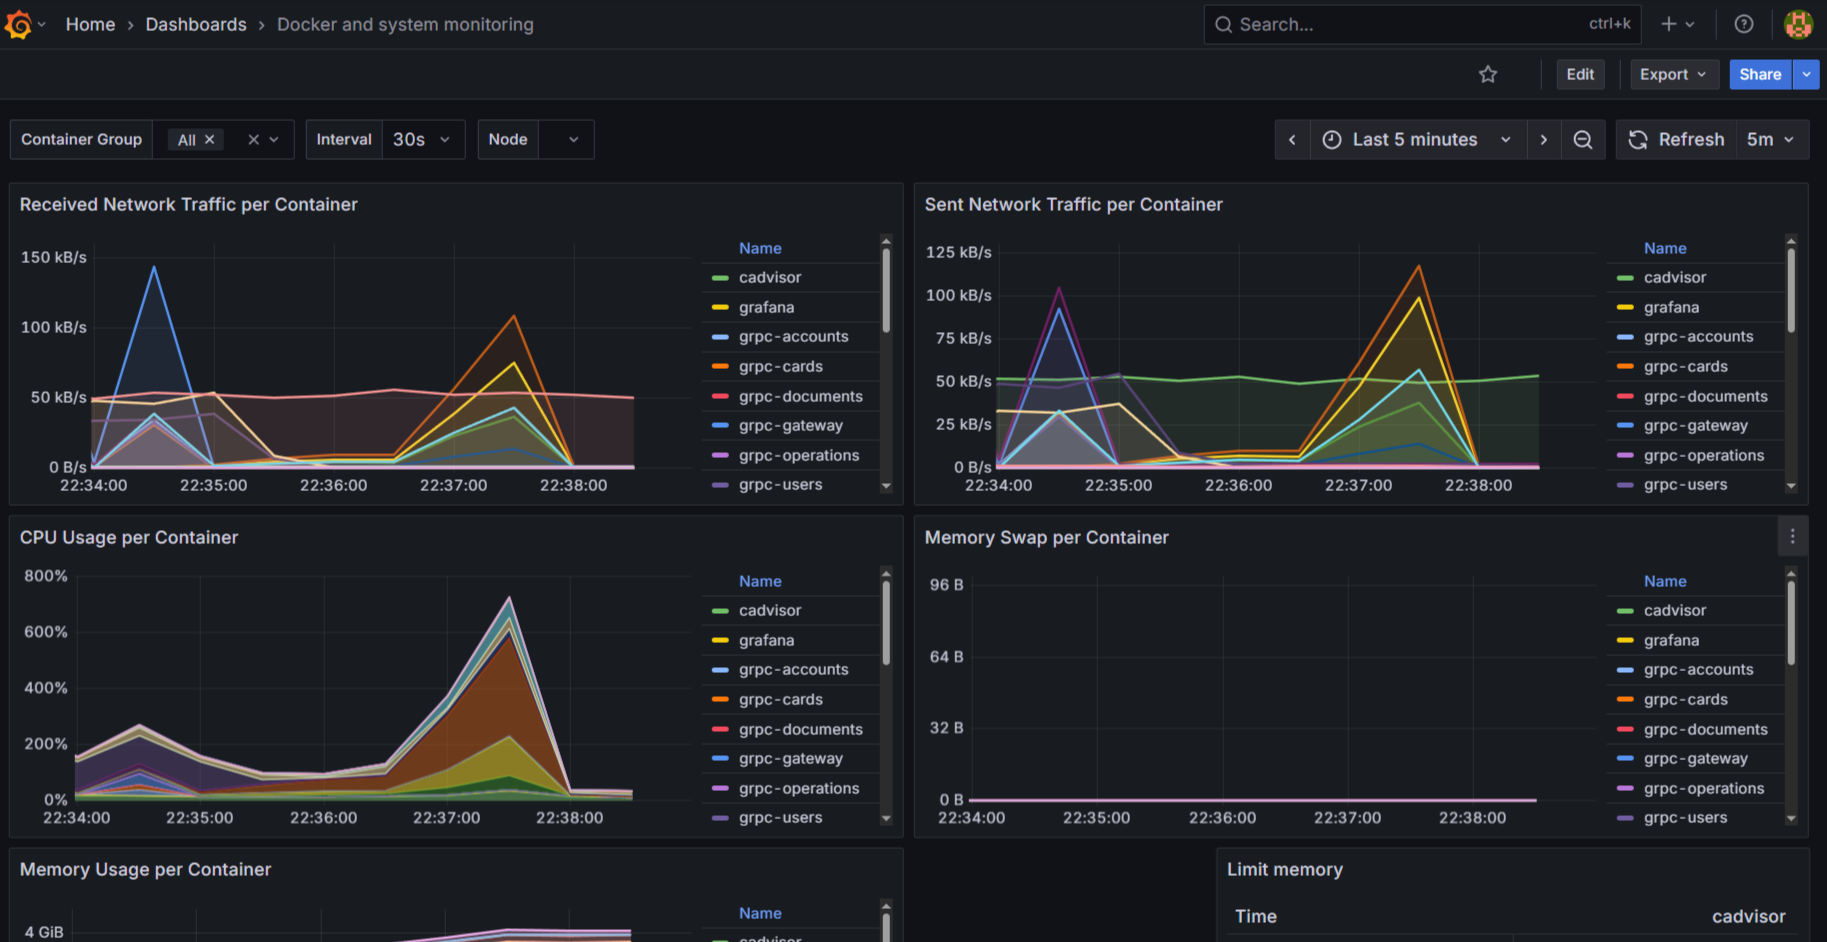 Home › Dashboards › Docker and system monitoring
Search... ctrl+k
Edit Export Share
Container Group All Interval 30s Node
Last 5 minutes Refresh 5m
Received Network Traffic per Container
150 kB/s
100 kB/s
50 kB/s
0 B/s
22:34:00 22:35:00 22:36:00 22:37:00 22:38:00
Name
cadvisor
grafana
grpc-accounts
grpc-cards
grpc-documents
grpc-gateway
grpc-operations
grpc-users
Sent Network Traffic per Container
125 kB/s
100 kB/s
75 kB/s
50 kB/s
25 kB/s
0 B/s
22:34:00 22:35:00 22:36:00 22:37:00 22:38:00
Name
cadvisor
grafana
grpc-accounts
grpc-cards
grpc-documents
grpc-gateway
grpc-operations
grpc-users
CPU Usage per Container
800%
600%
400%
200%
0%
22:34:00 22:35:00 22:36:00 22:37:00 22:38:00
Name
cadvisor
grafana
grpc-accounts
grpc-cards
grpc-documents
grpc-gateway
grpc-operations
grpc-users
Memory Swap per Container
96 B
64 B
32 B
0 B
22:34:00 22:35:00 22:36:00 22:37:00 22:38:00
Name
cadvisor
grafana
grpc-accounts
grpc-cards
grpc-documents
grpc-gateway
grpc-operations
grpc-users
Memory Usage per Container
4 GiB
Name
cadvisor
Limit memory
Time cadvisor